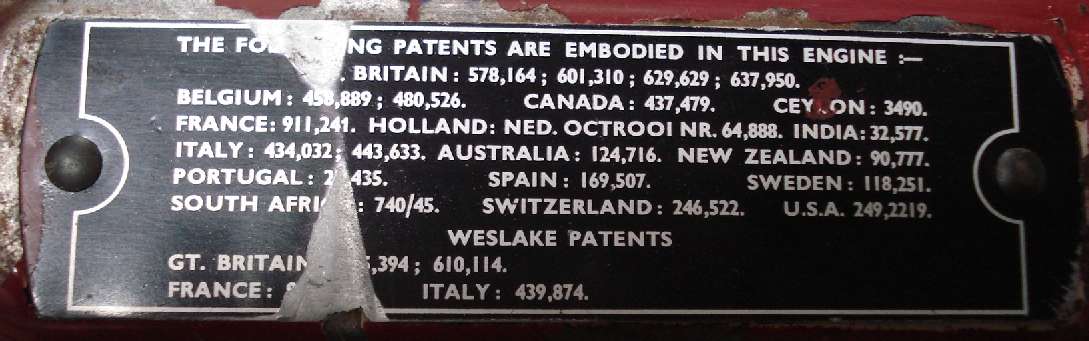 THE PATENTS ARE EMBODIED IN THIS ENGINE :—
BRITAIN : 578,164 ; 601,310 ; 629,629 ; 637,950.
BELGIUM : 480,526. CANADA : 437,479. 3490.
FRANCE: 911,241. HOLLAND: NED. OCTROOI NR. 64,888. INDIA: 32,577.
ITALY : 434,032; 443,633. AUSTRALIA : 124,716. NEW ZEALAND : 90,777.
PORTUGAL : SPAIN : 169,507. SWEDEN : 118,251.
SOUTH : 740/45. SWITZERLAND : 246,522. U.S.A. 249,2219.
WESLAKE PATENTS
GT. 610,114.
FRANCE : ITALY : 439,874.